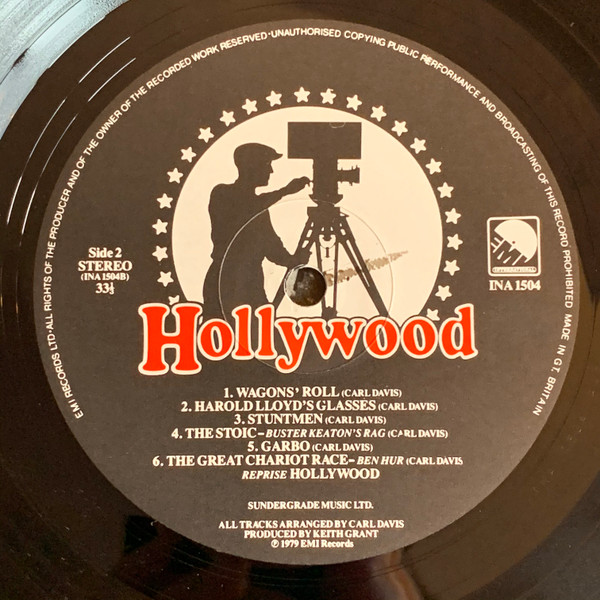 EMI RECORDS LTD·ALL RIGHTS OF THE PRODUCER AND OF THE OWNER OF THE RECORDED WORK RESERVED·UNAUTHORISED COPYING PUBLIC PERFORMANCE AND BROADCASTING OF THIS RECORD PROHIBITED MADE IN GT. BRITAIN
Side 2
STEREO
(INA 1504B)
33⅓
EMI
INTERNATIONAL
INA 1504
Hollywood
1. WAGONS' ROLL (CARL DAVIS)
2. HAROLD LLOYD'S GLASSES (CARL DAVIS)
3. STUNTMEN (CARL DAVIS)
4. THE STOIC–BUSTER KEATON'S RAG (CARL DAVIS)
5. GARBO (CARL DAVIS)
6. THE GREAT CHARIOT RACE– BEN HUR (CARL DAVIS
REPRISE HOLLYWOOD
SUNDERGRADE MUSIC LTD.
ALL TRACKS ARRANGED BY CARL DAVIS
PRODUCED BY KEITH GRANT
℗ 1979 EMI Records